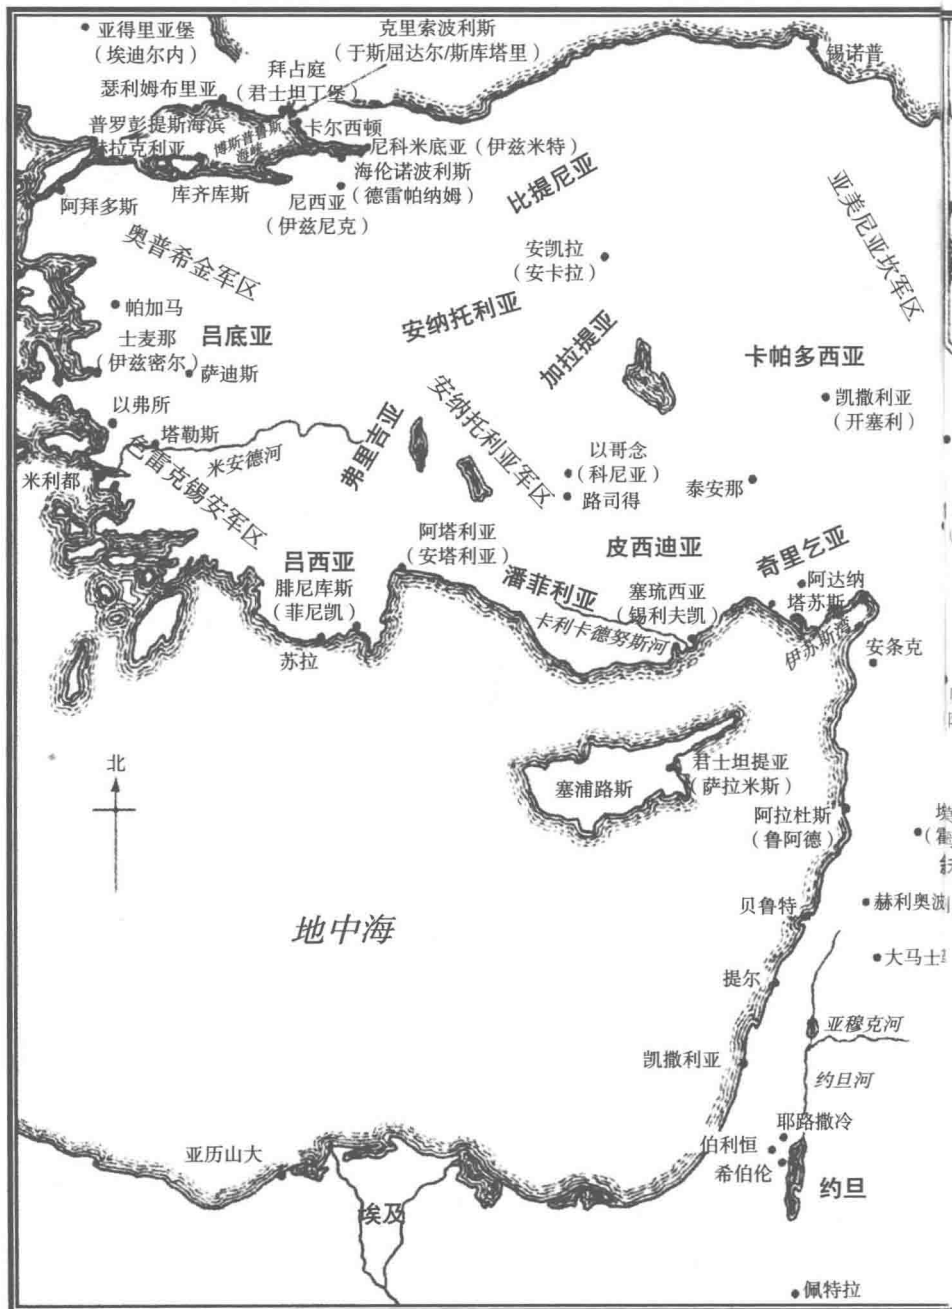 亚得里亚堡
（埃迪尔内）
克里索波利斯
（于斯屈达尔/斯库塔里）
锡诺普
拜占庭
（君士坦丁堡）
瑟利姆布里亚
普罗彭提斯海滨
赫拉克利亚
博斯普鲁斯
海峡
卡尔西顿
尼科米底亚（伊兹米特）
海伦诺波利斯
（德雷帕纳姆）
库齐库斯
尼西亚
（伊兹尼克）
阿拜多斯
比提尼亚
亚美尼亚坎军区
奥普希金军区
安凯拉
（安卡拉）
帕加马
安纳托利亚
吕底亚
士麦那
（伊兹密尔）
萨迪斯
加拉提亚
卡帕多西亚
凯撒利亚
（开塞利）
以弗所
塔勒斯
米安德河
弗里吉亚
安纳托利亚军区
以哥念
（科尼亚）
路司得
泰安那
米利都
色雷克锡安军区
阿塔利亚
（安塔利亚）
皮西迪亚
奇里乞亚
吕西亚
腓尼库斯
（菲尼凯）
潘菲利亚
塞琉西亚
（锡利夫凯）
阿达纳
塔苏斯
卡利卡德努斯河
伊苏斯湾
安条克
苏拉
北
塞浦路斯
君士坦提亚
（萨拉米斯）
阿拉杜斯
（鲁阿德）
贝鲁特
赫利奥波
地中海
大马士
提尔
亚穆克河
凯撒利亚
约旦河
耶路撒冷
伯利恒
希伯伦
约旦
亚历山大
埃及
佩特拉